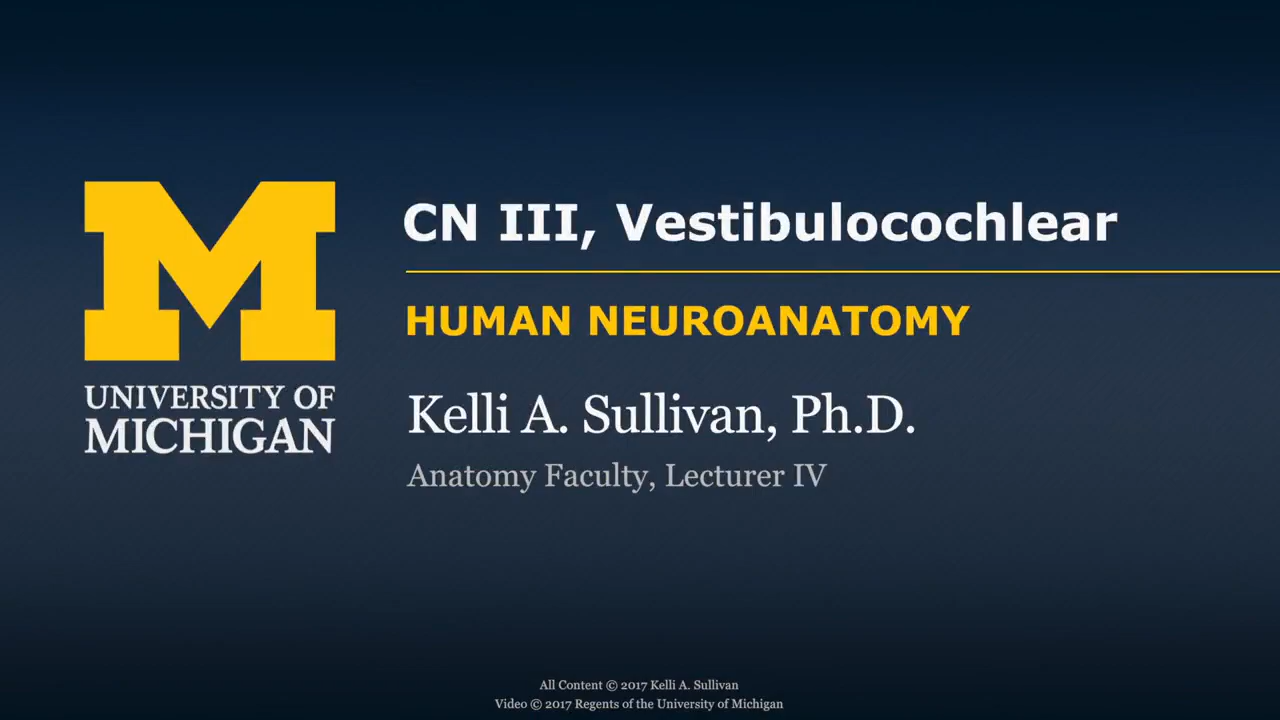 CN III, Vestibulocochlear
HUMAN NEUROANATOMY
Kelli A. Sullivan, Ph.D.
Anatomy Faculty, Lecturer IV
M
UNIVERSITY OF
MICHIGAN
All Content © 2017 Kelli A. Sullivan
Video © 2017 Regents of the University of Michigan